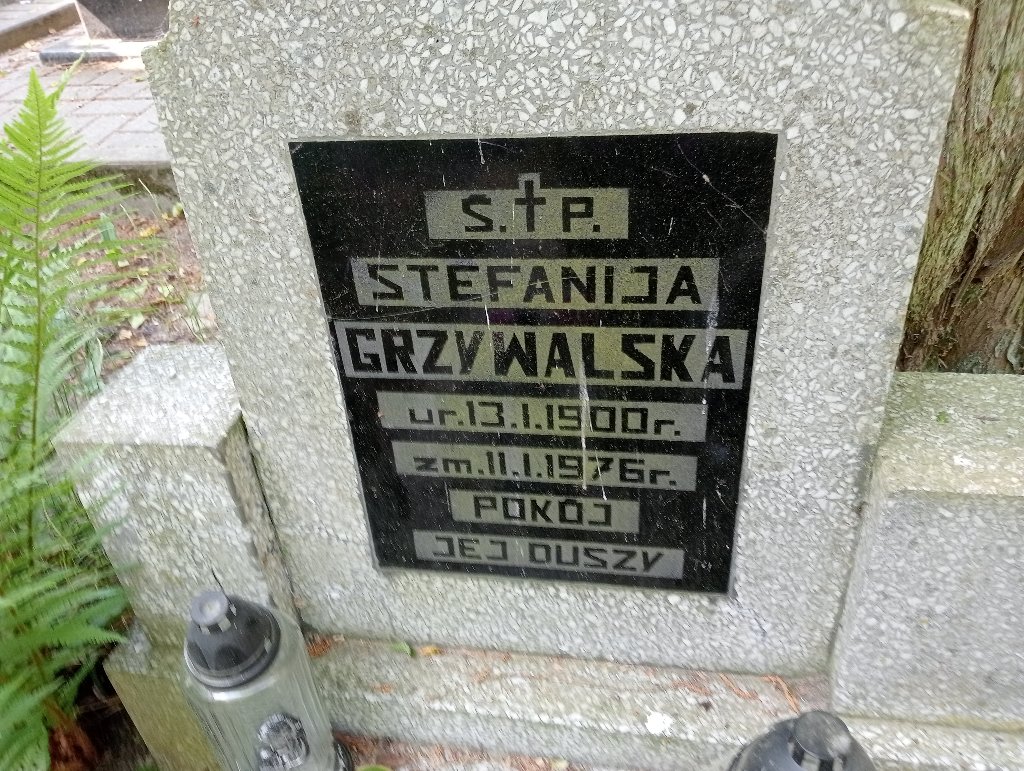 S.†P.
STEFANIJA
GRZYWALSKA
ur.13.I.1900r.
zm.11.I.1976r.
POKÓJ
JEJ DUSZY